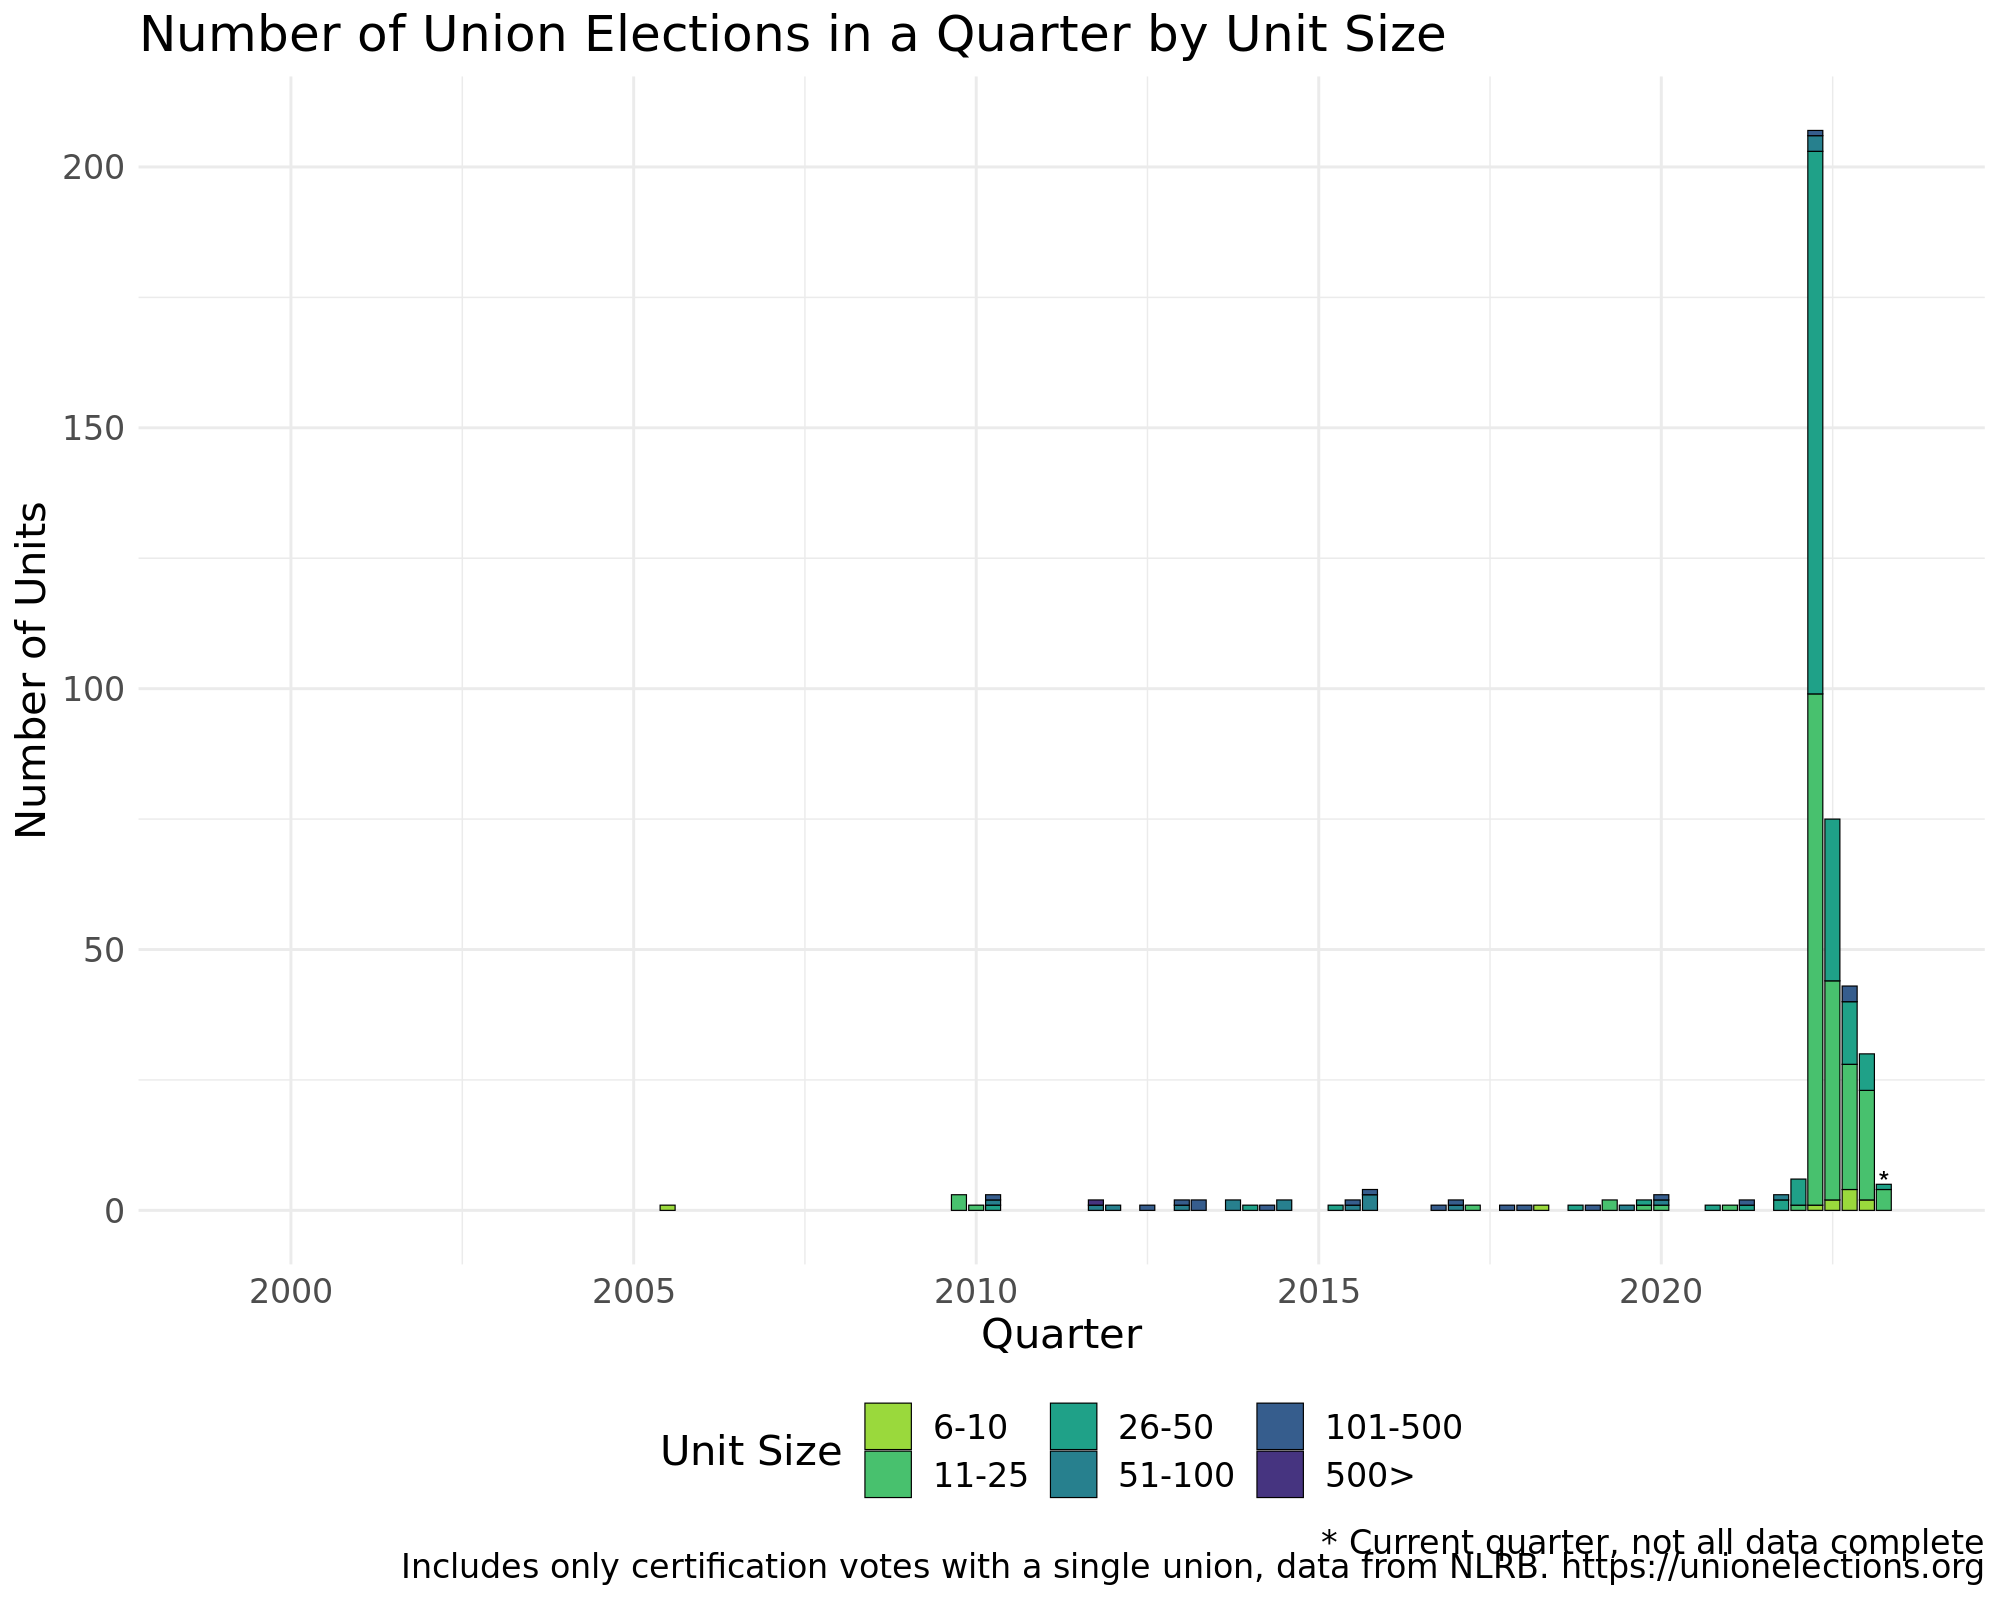 Number of Union Elections in a Quarter by Unit Size
Number of Units
200
150
100
50
0
*
2000 2005 2010 2015 2020
Quarter
Unit Size
6-10 26-50 101-500
11-25 51-100 500>
* Current quarter, not all data complete
Includes only certification votes with a single union, data from NLRB. https://unionelections.org